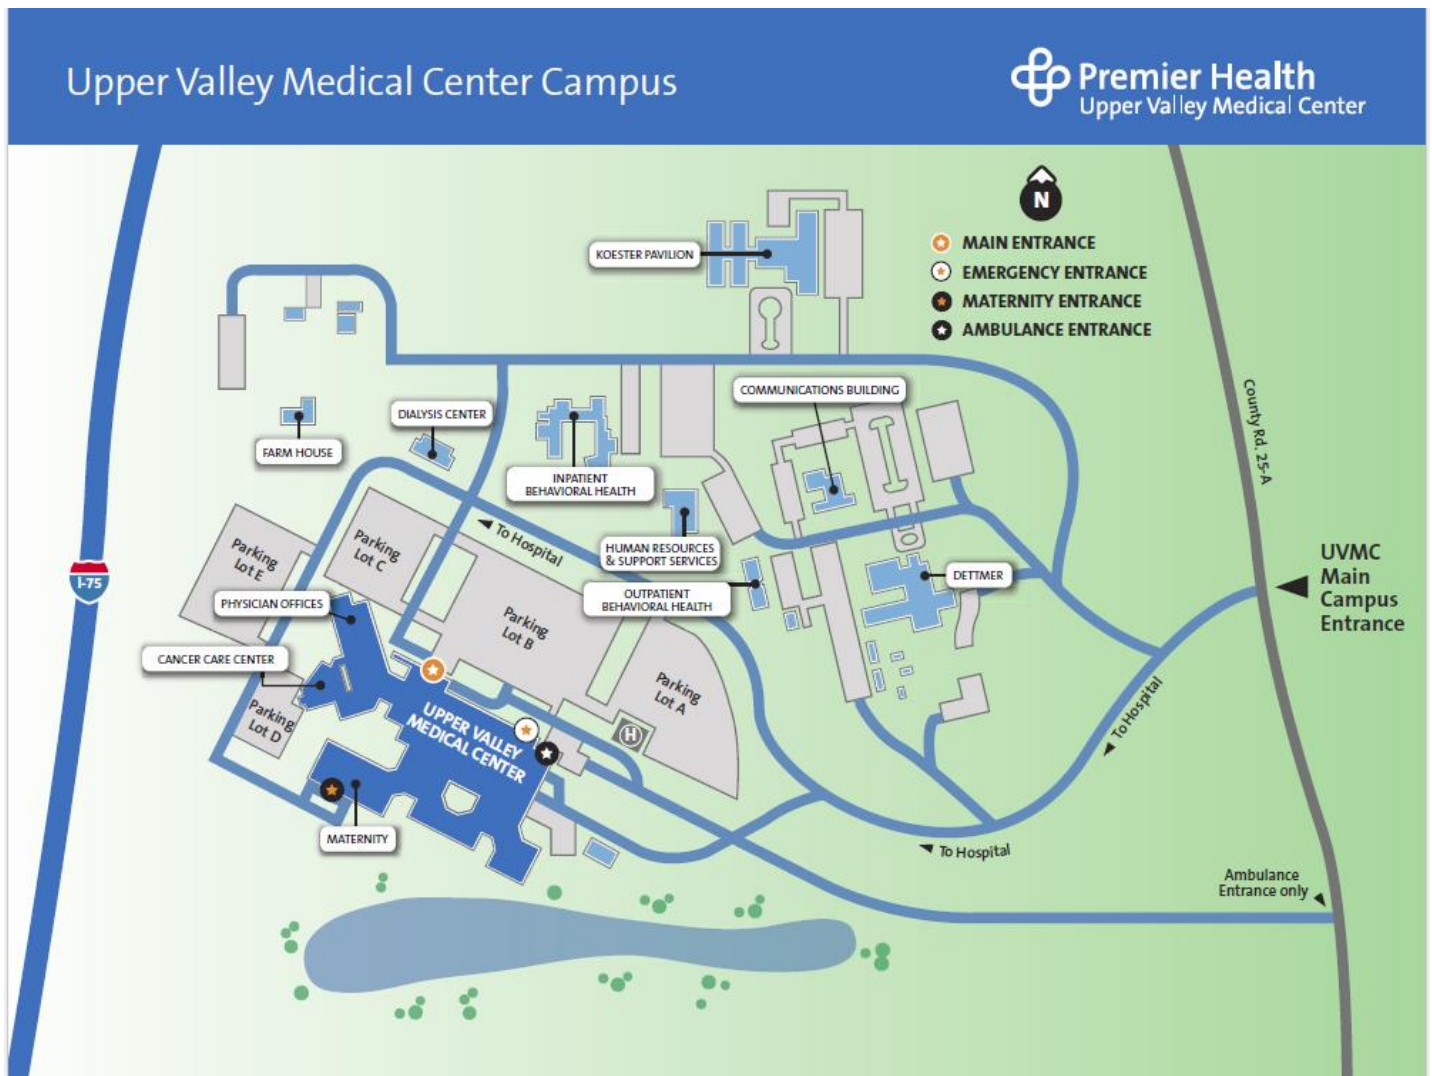 Upper Valley Medical Center Campus
Premier Health
Upper Valley Medical Center
N
MAIN ENTRANCE
EMERGENCY ENTRANCE
MATERNITY ENTRANCE
AMBULANCE ENTRANCE
KOESTER PAVILION
COMMUNICATIONS BUILDING
County Rd. 25-A
DIALYSIS CENTER
FARM HOUSE
INPATIENT
BEHAVIORAL HEALTH
To Hospital
HUMAN RESOURCES
& SUPPORT SERVICES
OUTPATIENT
BEHAVIORAL HEALTH
DETTMER
UVMC
Main
Campus
Entrance
I-75
Parking
Lot E
Parking
Lot C
PHYSICIAN OFFICES
Parking
Lot B
CANCER CARE CENTER
Parking
Lot A
Parking
Lot D
UPPER VALLEY
MEDICAL CENTER
H
To Hospital
MATERNITY
To Hospital
Ambulance
Entrance only